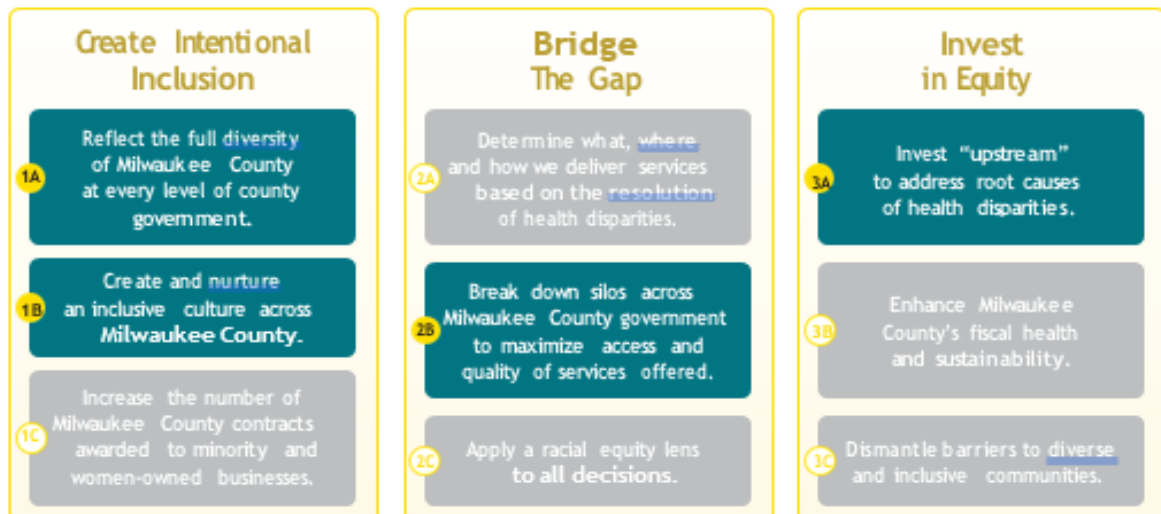 Create Intentional
Inclusion
1A
Reflect the full diversity
of Milwaukee County
at every level of county
government.
1B
Create and nurture
an inclusive culture across
Milwaukee County.
1C
Increase the number of
Milwaukee County contracts
awarded to minority and
women-owned businesses.
Bridge
The Gap
2A
Determine what, where
and how we deliver services
based on the resolution
of health disparities.
2B
Break down silos across
Milwaukee County government
to maximize access and
quality of services offered.
2C
Apply a racial equity lens
to all decisions.
Invest
in Equity
3A
Invest “upstream”
to address root causes
of health disparities.
3B
Enhance Milwaukee
County’s fiscal health
and sustainability.
3C
Dismantle barriers to diverse
and inclusive communities.